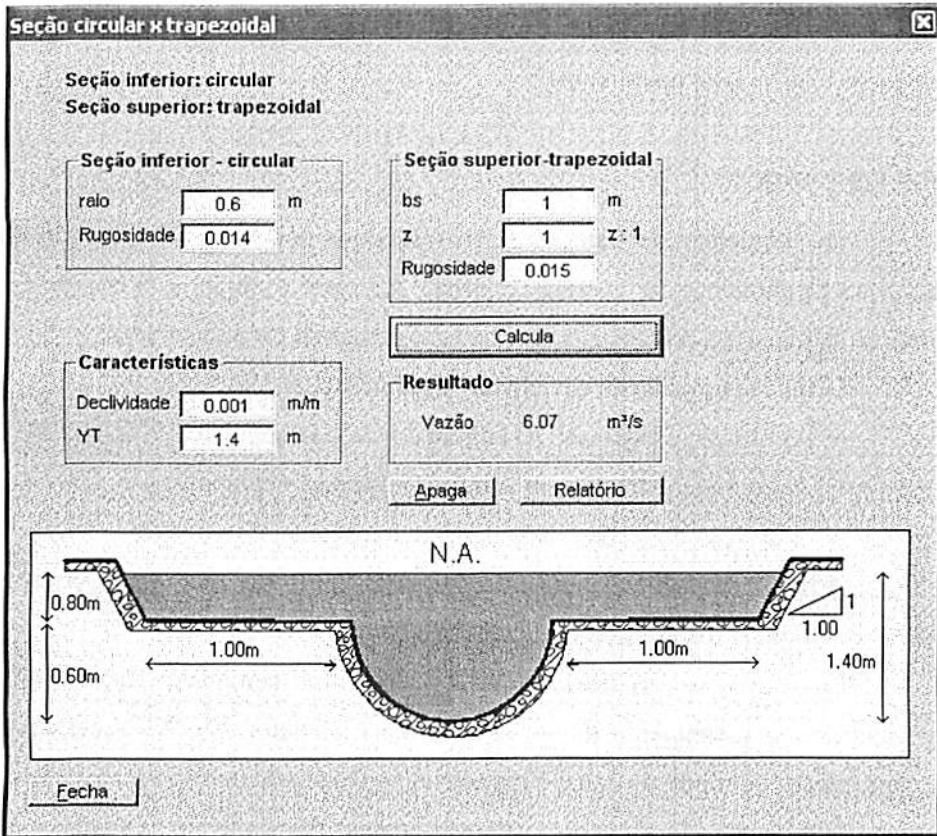 Seção circular x trapezoidal
Seção inferior: circular
Seção superior: trapezoidal
Seção inferior - circular
raio 0.6 m
Rugosidade 0.014
Seção superior-trapezoidal
bs 1 m
z 1 z : 1
Rugosidade 0.015
Calcula
Características
Declividade 0.001 m/m
YT 1.4 m
Resultado
Vazão 6.07 m³/s
Apaga Relatório
N.A.
0.80m
1
1.00
1.00m 1.00m
0.60m 1.40m
Fecha